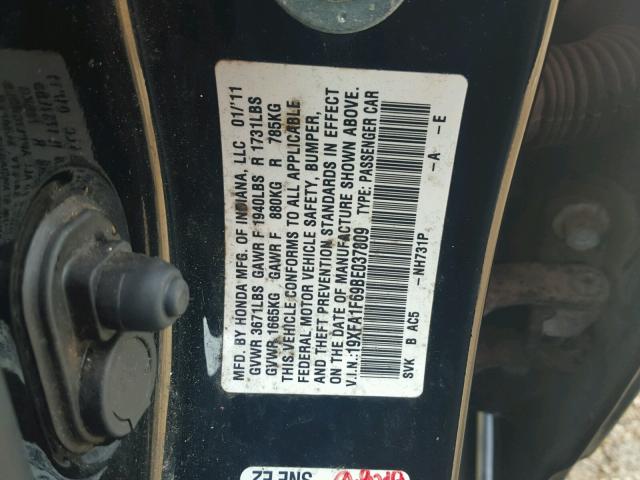 MFD. BY HONDA MFG. OF INDIANA, LLC 01/'11
GVWR 3671LBS GAWR F 1940LBS R 1731LBS
GVWR 1665KG GAWR F 880KG R 785KG
THIS VEHICLE CONFORMS TO ALL APPLICABLE
FEDERAL MOTOR VEHICLE SAFETY, BUMPER,
AND THEFT PREVENTION STANDARDS IN EFFECT
ON THE DATE OF MANUFACTURE SHOWN ABOVE.
V.I.N.:19XFA1F69BE037809 TYPE: PASSENGER CAR
SVK B AC5 -NH731P -A -E
SNE EZ